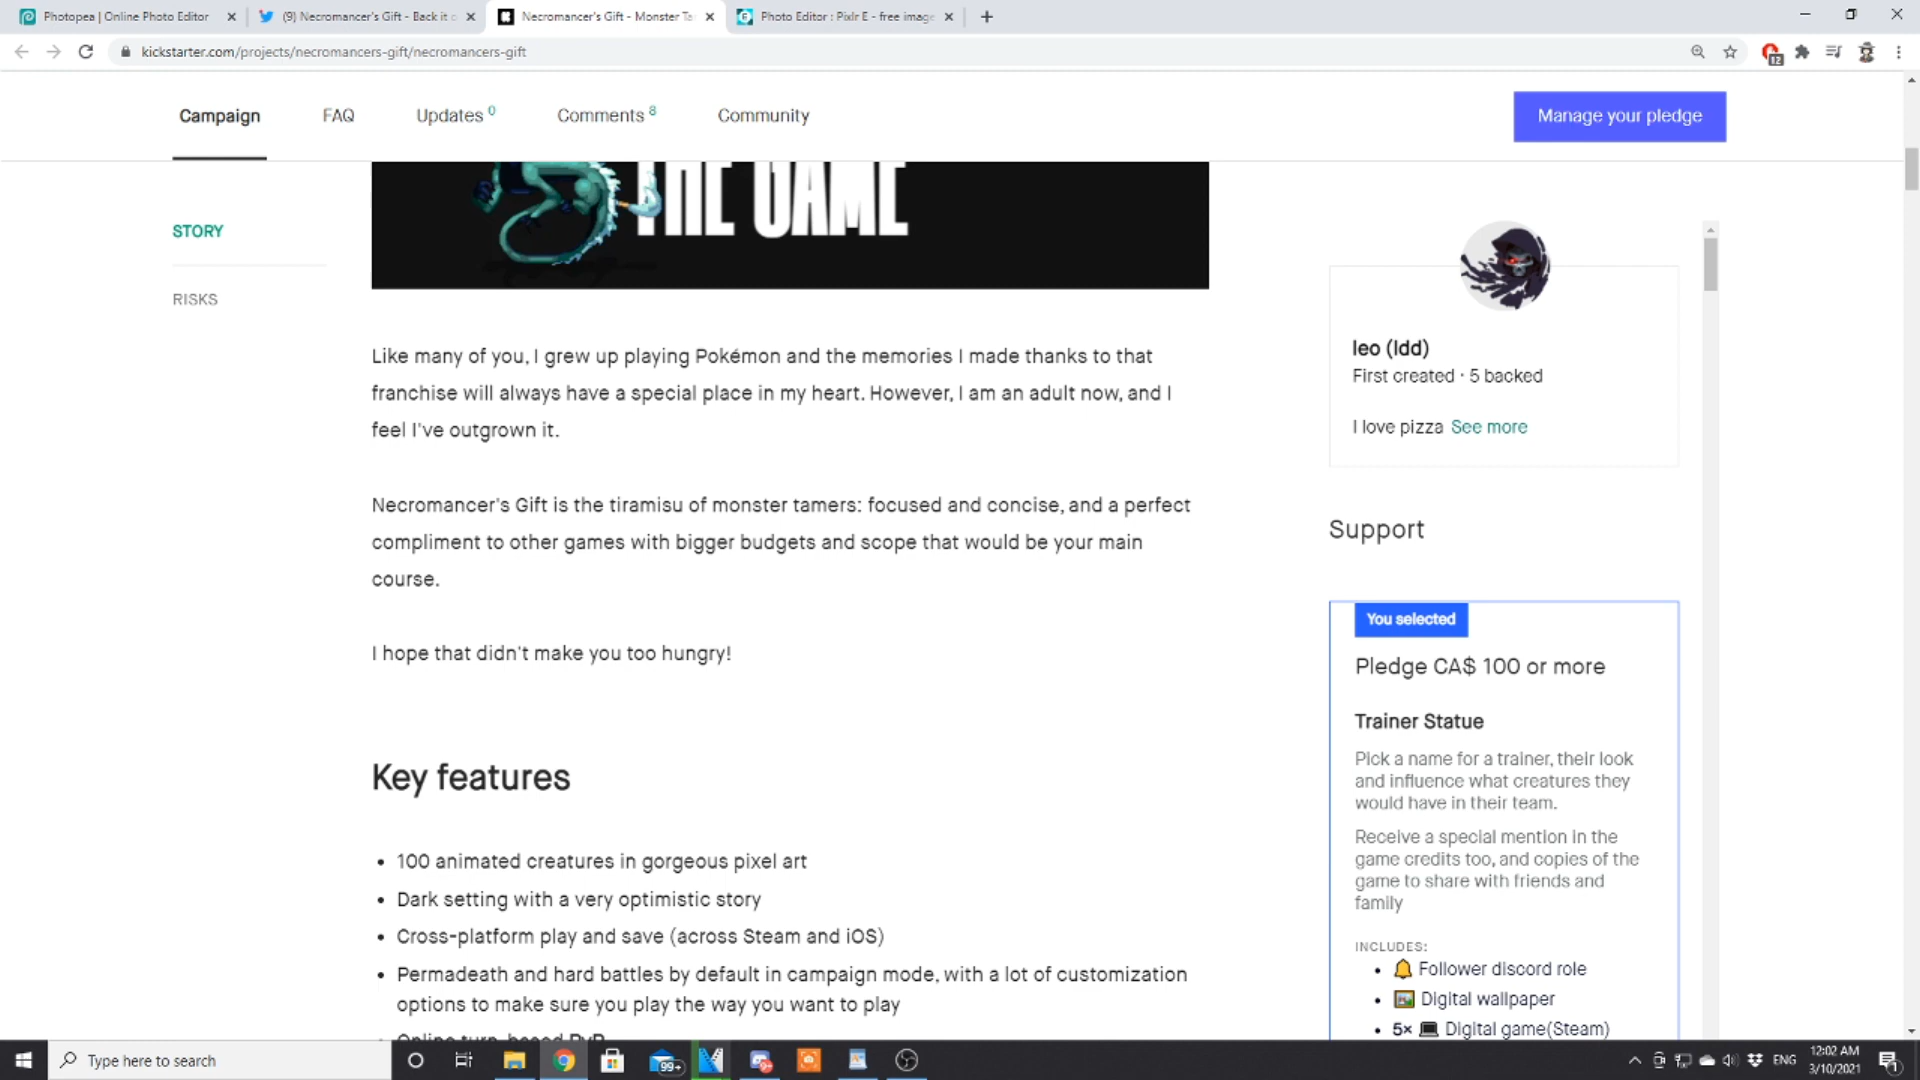 Photopea | Online Photo Editor
(9) Necromancer's Gift - Back it o
Necromancer's Gift - Monster Ta
Photo Editor : Pixlr E - free image
kickstarter.com/projects/necromancers-gift/necromancers-gift
12
Campaign
FAQ
Updates 0
Comments 8
Community
Manage your pledge
THE GAME
STORY
RISKS
Like many of you, I grew up playing Pokémon and the memories I made thanks to that
franchise will always have a special place in my heart. However, I am an adult now, and I
feel I've outgrown it.
Necromancer's Gift is the tiramisu of monster tamers: focused and concise, and a perfect
compliment to other games with bigger budgets and scope that would be your main
course.
I hope that didn't make you too hungry!
Key features
• 100 animated creatures in gorgeous pixel art
• Dark setting with a very optimistic story
• Cross-platform play and save (across Steam and iOS)
• Permadeath and hard battles by default in campaign mode, with a lot of customization
options to make sure you play the way you want to play
• Online turn-based PvP
leo (ldd)
First created · 5 backed
I love pizza See more
Support
You selected
Pledge CA$ 100 or more
Trainer Statue
Pick a name for a trainer, their look
and influence what creatures they
would have in their team.
Receive a special mention in the
game credits too, and copies of the
game to share with friends and
family
INCLUDES:
• 🔔 Follower discord role
• 🖼️ Digital wallpaper
• 5× 💻 Digital game(Steam)
Type here to search
99+
ENG
12:02 AM
3/10/2021
1